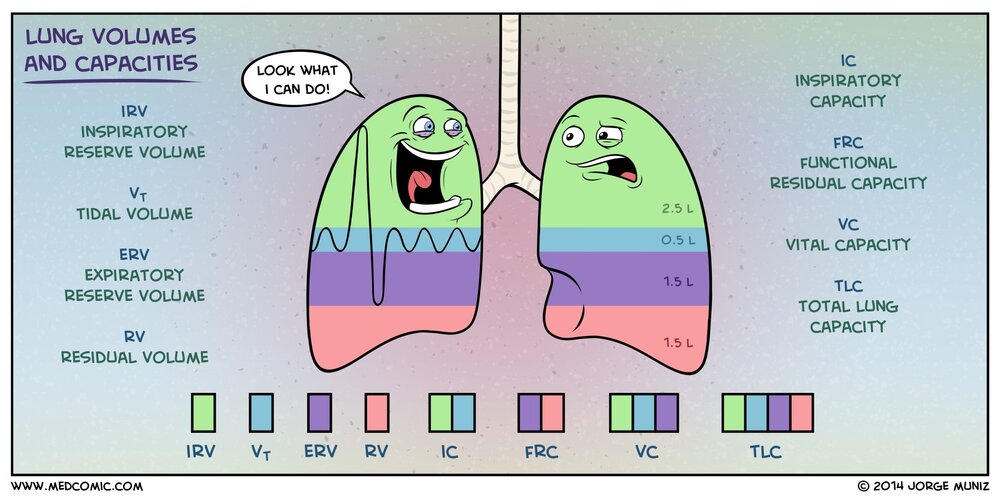 LUNG VOLUMES
AND CAPACITIES
LOOK WHAT
I CAN DO!
IRV
INSPIRATORY
RESERVE VOLUME
VT
TIDAL VOLUME
ERV
EXPIRATORY
RESERVE VOLUME
RV
RESIDUAL VOLUME
IC
INSPIRATORY
CAPACITY
FRC
FUNCTIONAL
RESIDUAL CAPACITY
VC
VITAL CAPACITY
TLC
TOTAL LUNG
CAPACITY
2.5 L
0.5 L
1.5 L
1.5 L
IRV VT ERV RV IC FRC VC TLC
WWW.MEDCOMIC.COM
© 2014 JORGE MUNIZ